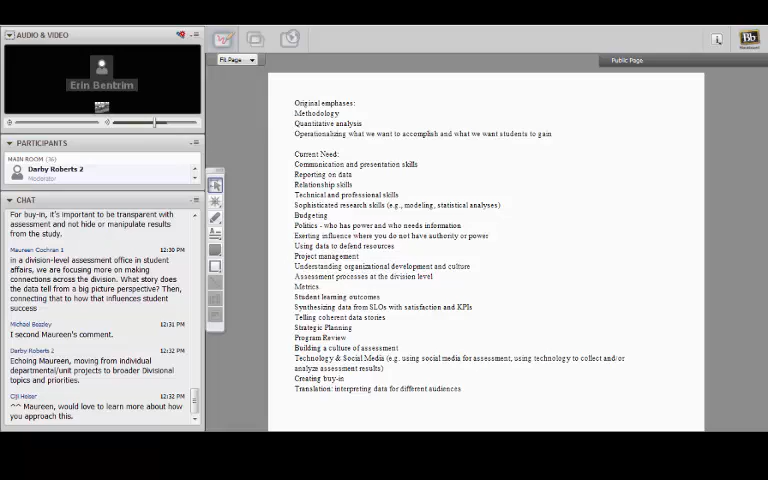 AUDIO & VIDEO
Erin Bentrim
PARTICIPANTS
MAIN ROOM (36)
Darby Roberts 2
Moderator
CHAT
For buy-in, it's important to be transparent with
assessment and not hide or manipulate results
from the study.
Maureen Cochran 1 12:30 PM
in a division-level assessment office in student
affairs, we are focusing more on making
connections across the division. What story does
the data tell from a big picture perspective? Then,
connecting that to how that influences student
success
Michael Beazley 12:31 PM
I second Maureen's comment.
Darby Roberts 2 12:32 PM
Echoing Maureen, moving from individual
departmental/unit projects to broader Divisional
topics and priorities.
12:32 PM
^^ Maureen, would love to learn more about how
you approach this.
Fit Page
Public Page
Bb
Original emphases:
Methodology
Quantitative analysis
Operationalizing what we want to accomplish and what we want students to gain
Current Need:
Communication and presentation skills
Reporting on data
Relationship skills
Technical and professional skills
Sophisticated research skills (e.g., modeling, statistical analyses)
Budgeting
Politics - who has power and who needs information
Exerting influence where you do not have authority or power
Using data to defend resources
Project management
Understanding organizational development and culture
Assessment processes at the division level
Metrics
Student learning outcomes
Synthesizing data from SLOs with satisfaction and KPIs
Telling coherent data stories
Strategic Planning
Program Review
Building a culture of assessment
Technology & Social Media (e.g. using social media for assessment, using technology to collect and/or
analyze assessment results)
Creating buy-in
Translation: interpreting data for different audiences